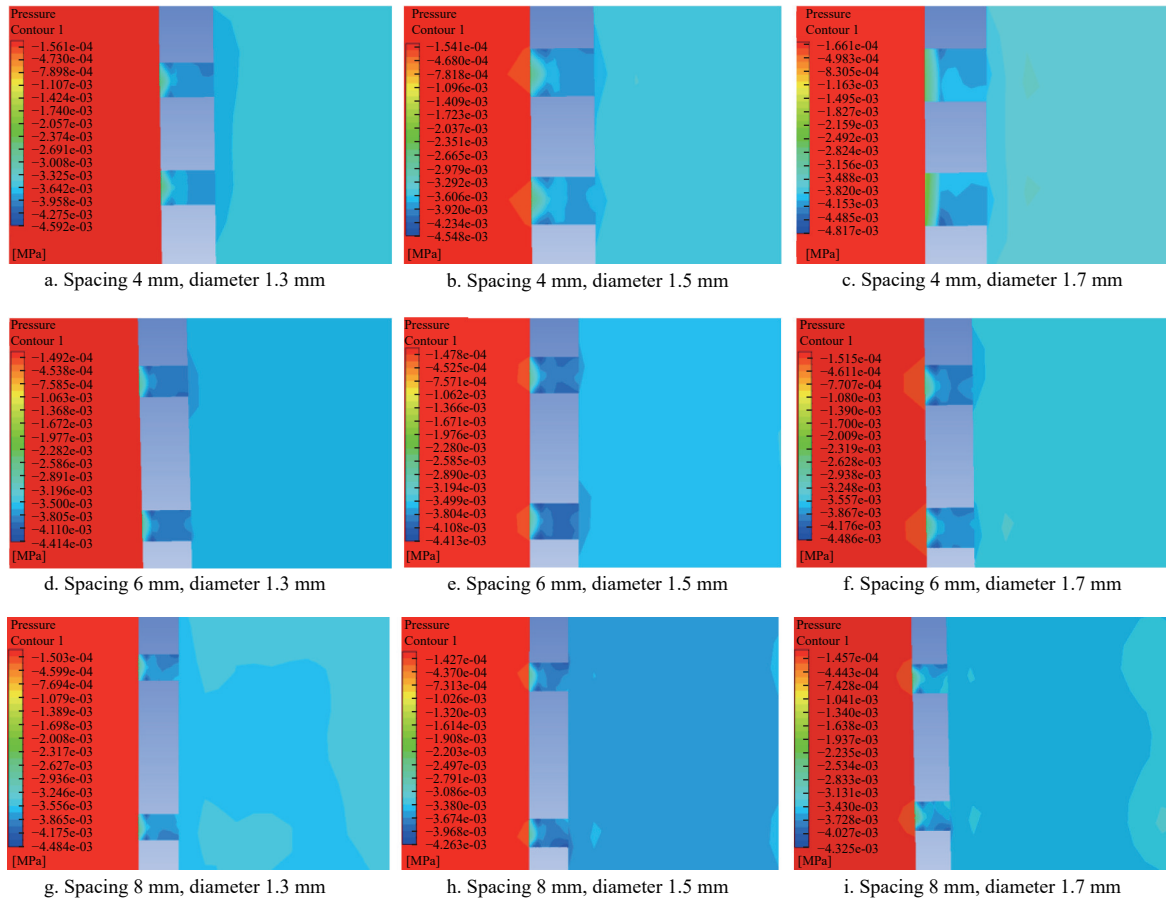 Pressure
Contour 1
−1.561e-04
−4.730e-04
−7.898e-04
−1.107e-03
−1.424e-03
−1.740e-03
−2.057e-03
−2.374e-03
−2.691e-03
−3.008e-03
−3.325e-03
−3.642e-03
−3.958e-03
−4.275e-03
−4.592e-03
[MPa]
a. Spacing 4 mm, diameter 1.3 mm
Pressure
Contour 1
−1.541e-04
−4.680e-04
−7.818e-04
−1.096e-03
−1.409e-03
−1.723e-03
−2.037e-03
−2.351e-03
−2.665e-03
−2.979e-03
−3.292e-03
−3.606e-03
−3.920e-03
−4.234e-03
−4.548e-03
[MPa]
b. Spacing 4 mm, diameter 1.5 mm
Pressure
Contour 1
−1.661e-04
−4.983e-04
−8.305e-04
−1.163e-03
−1.495e-03
−1.827e-03
−2.159e-03
−2.492e-03
−2.824e-03
−3.156e-03
−3.488e-03
−3.820e-03
−4.153e-03
−4.485e-03
−4.817e-03
[MPa]
c. Spacing 4 mm, diameter 1.7 mm
Pressure
Contour 1
−1.492e-04
−4.538e-04
−7.585e-04
−1.063e-03
−1.368e-03
−1.672e-03
−1.977e-03
−2.282e-03
−2.586e-03
−2.891e-03
−3.196e-03
−3.500e-03
−3.805e-03
−4.110e-03
−4.414e-03
[MPa]
d. Spacing 6 mm, diameter 1.3 mm
Pressure
Contour 1
−1.478e-04
−4.525e-04
−7.571e-04
−1.062e-03
−1.366e-03
−1.671e-03
−1.976e-03
−2.280e-03
−2.585e-03
−2.890e-03
−3.194e-03
−3.499e-03
−3.804e-03
−4.108e-03
−4.413e-03
[MPa]
e. Spacing 6 mm, diameter 1.5 mm
Pressure
Contour 1
−1.515e-04
−4.611e-04
−7.707e-04
−1.080e-03
−1.390e-03
−1.700e-03
−2.009e-03
−2.319e-03
−2.628e-03
−2.938e-03
−3.248e-03
−3.557e-03
−3.867e-03
−4.176e-03
−4.486e-03
[MPa]
f. Spacing 6 mm, diameter 1.7 mm
Pressure
Contour 1
−1.503e-04
−4.599e-04
−7.694e-04
−1.079e-03
−1.389e-03
−1.698e-03
−2.008e-03
−2.317e-03
−2.627e-03
−2.936e-03
−3.246e-03
−3.556e-03
−3.865e-03
−4.175e-03
−4.484e-03
[MPa]
g. Spacing 8 mm, diameter 1.3 mm
Pressure
Contour 1
−1.427e-04
−4.370e-04
−7.313e-04
−1.026e-03
−1.320e-03
−1.614e-03
−1.908e-03
−2.203e-03
−2.497e-03
−2.791e-03
−3.086e-03
−3.380e-03
−3.674e-03
−3.968e-03
−4.263e-03
[MPa]
h. Spacing 8 mm, diameter 1.5 mm
Pressure
Contour 1
−1.457e-04
−4.443e-04
−7.428e-04
−1.041e-03
−1.340e-03
−1.638e-03
−1.937e-03
−2.235e-03
−2.534e-03
−2.833e-03
−3.131e-03
−3.430e-03
−3.728e-03
−4.027e-03
−4.325e-03
[MPa]
i. Spacing 8 mm, diameter 1.7 mm